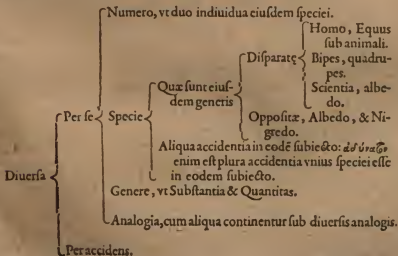 Numero, vt duo indiuidua eiusdem speciei.
Homo, Equus
sub animali.
Disparatę
Bipes, quadru-
pes.
Quæ sunt eius-
dem generis
Scientia, albe-
do.
Per se
Specie
Oppositæ, Albedo, & Ni-
gredo.
Aliqua accidentia in eodē subiecto:
enim est plura accidentia vnius speciei esse
in eodem subiecto.
Diuersa
Genere, vt Substantia & Quantitas.
Analogia, cum aliqua continentur sub diuersis analogis.
Per accidens.